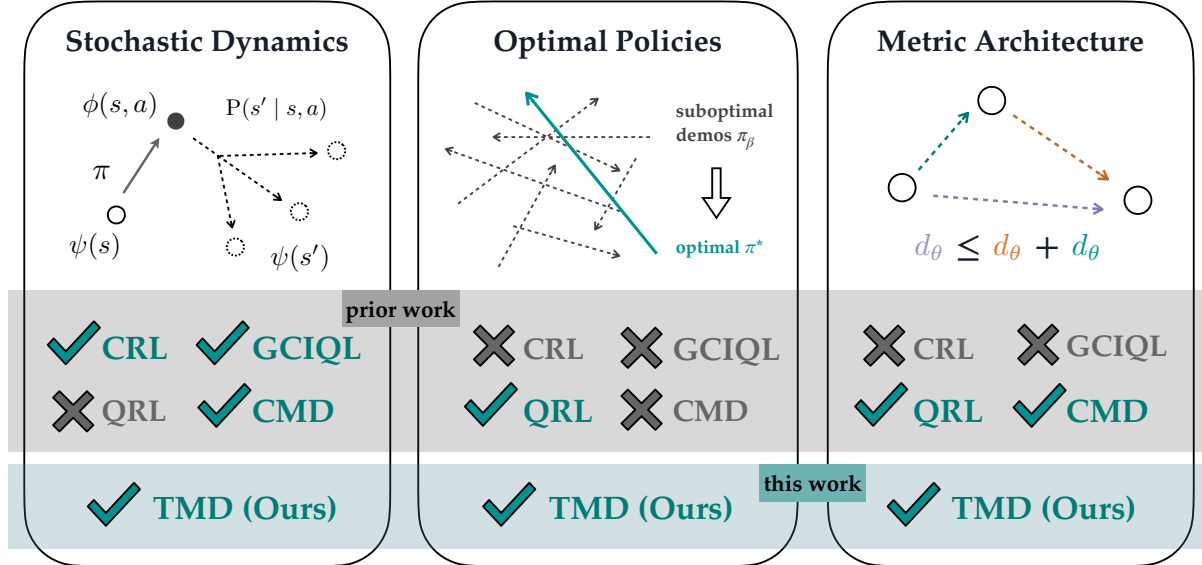 Stochastic Dynamics
ϕ(s, a)
P(s′ | s, a)
π
ψ(s)
ψ(s′)
Optimal Policies
suboptimal
demos π_β
optimal π*
Metric Architecture
d_θ ≤ d_θ + d_θ
prior work
CRL GCIQL
QRL CMD
CRL GCIQL
QRL CMD
CRL GCIQL
QRL CMD
this work
TMD (Ours)
TMD (Ours)
TMD (Ours)